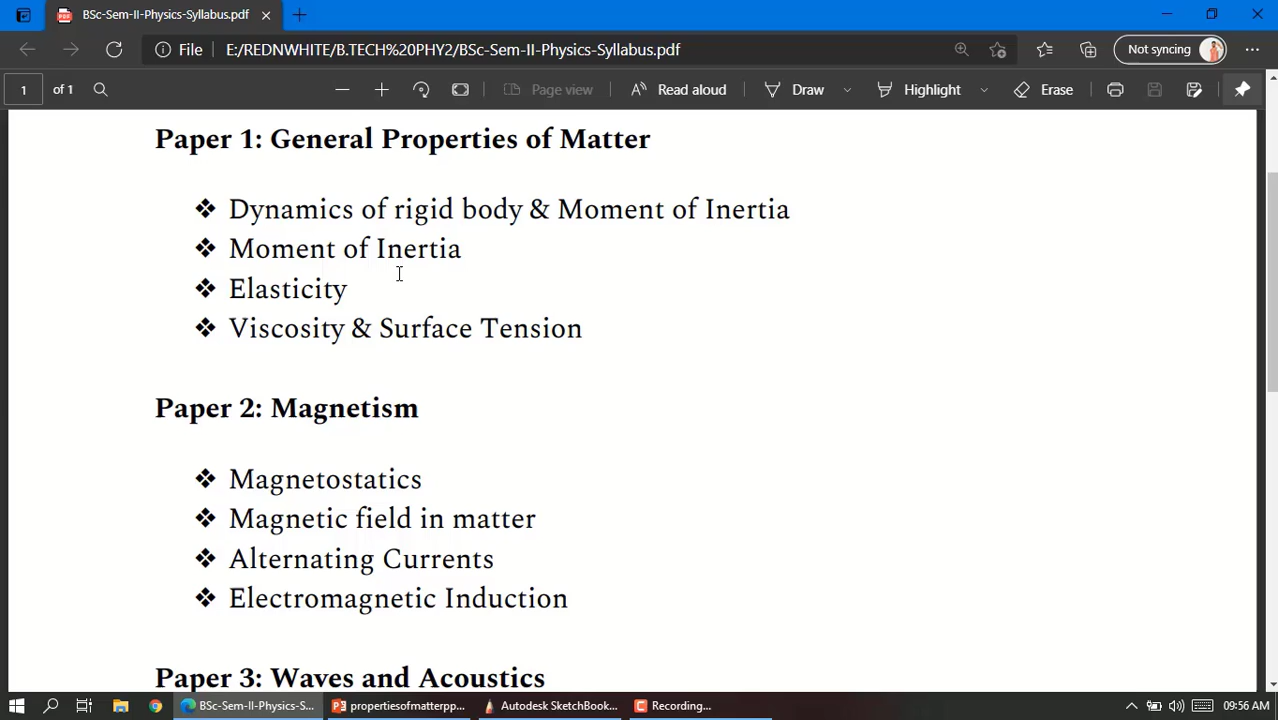 BSc-Sem-II-Physics-Syllabus.pdf
File
E:/REDNWHITE/B.TECH%20PHY2/BSc-Sem-II-Physics-Syllabus.pdf
Not syncing
1 of 1
Page view
Read aloud
Draw
Highlight
Erase
Paper 1: General Properties of Matter
❖ Dynamics of rigid body & Moment of Inertia
❖ Moment of Inertia
❖ Elasticity
❖ Viscosity & Surface Tension
Paper 2: Magnetism
❖ Magnetostatics
❖ Magnetic field in matter
❖ Alternating Currents
❖ Electromagnetic Induction
Paper 3: Waves and Acoustics
BSc-Sem-II-Physics-S...
propertiesofmatterpp...
Autodesk SketchBook...
Recording...
09:56 AM